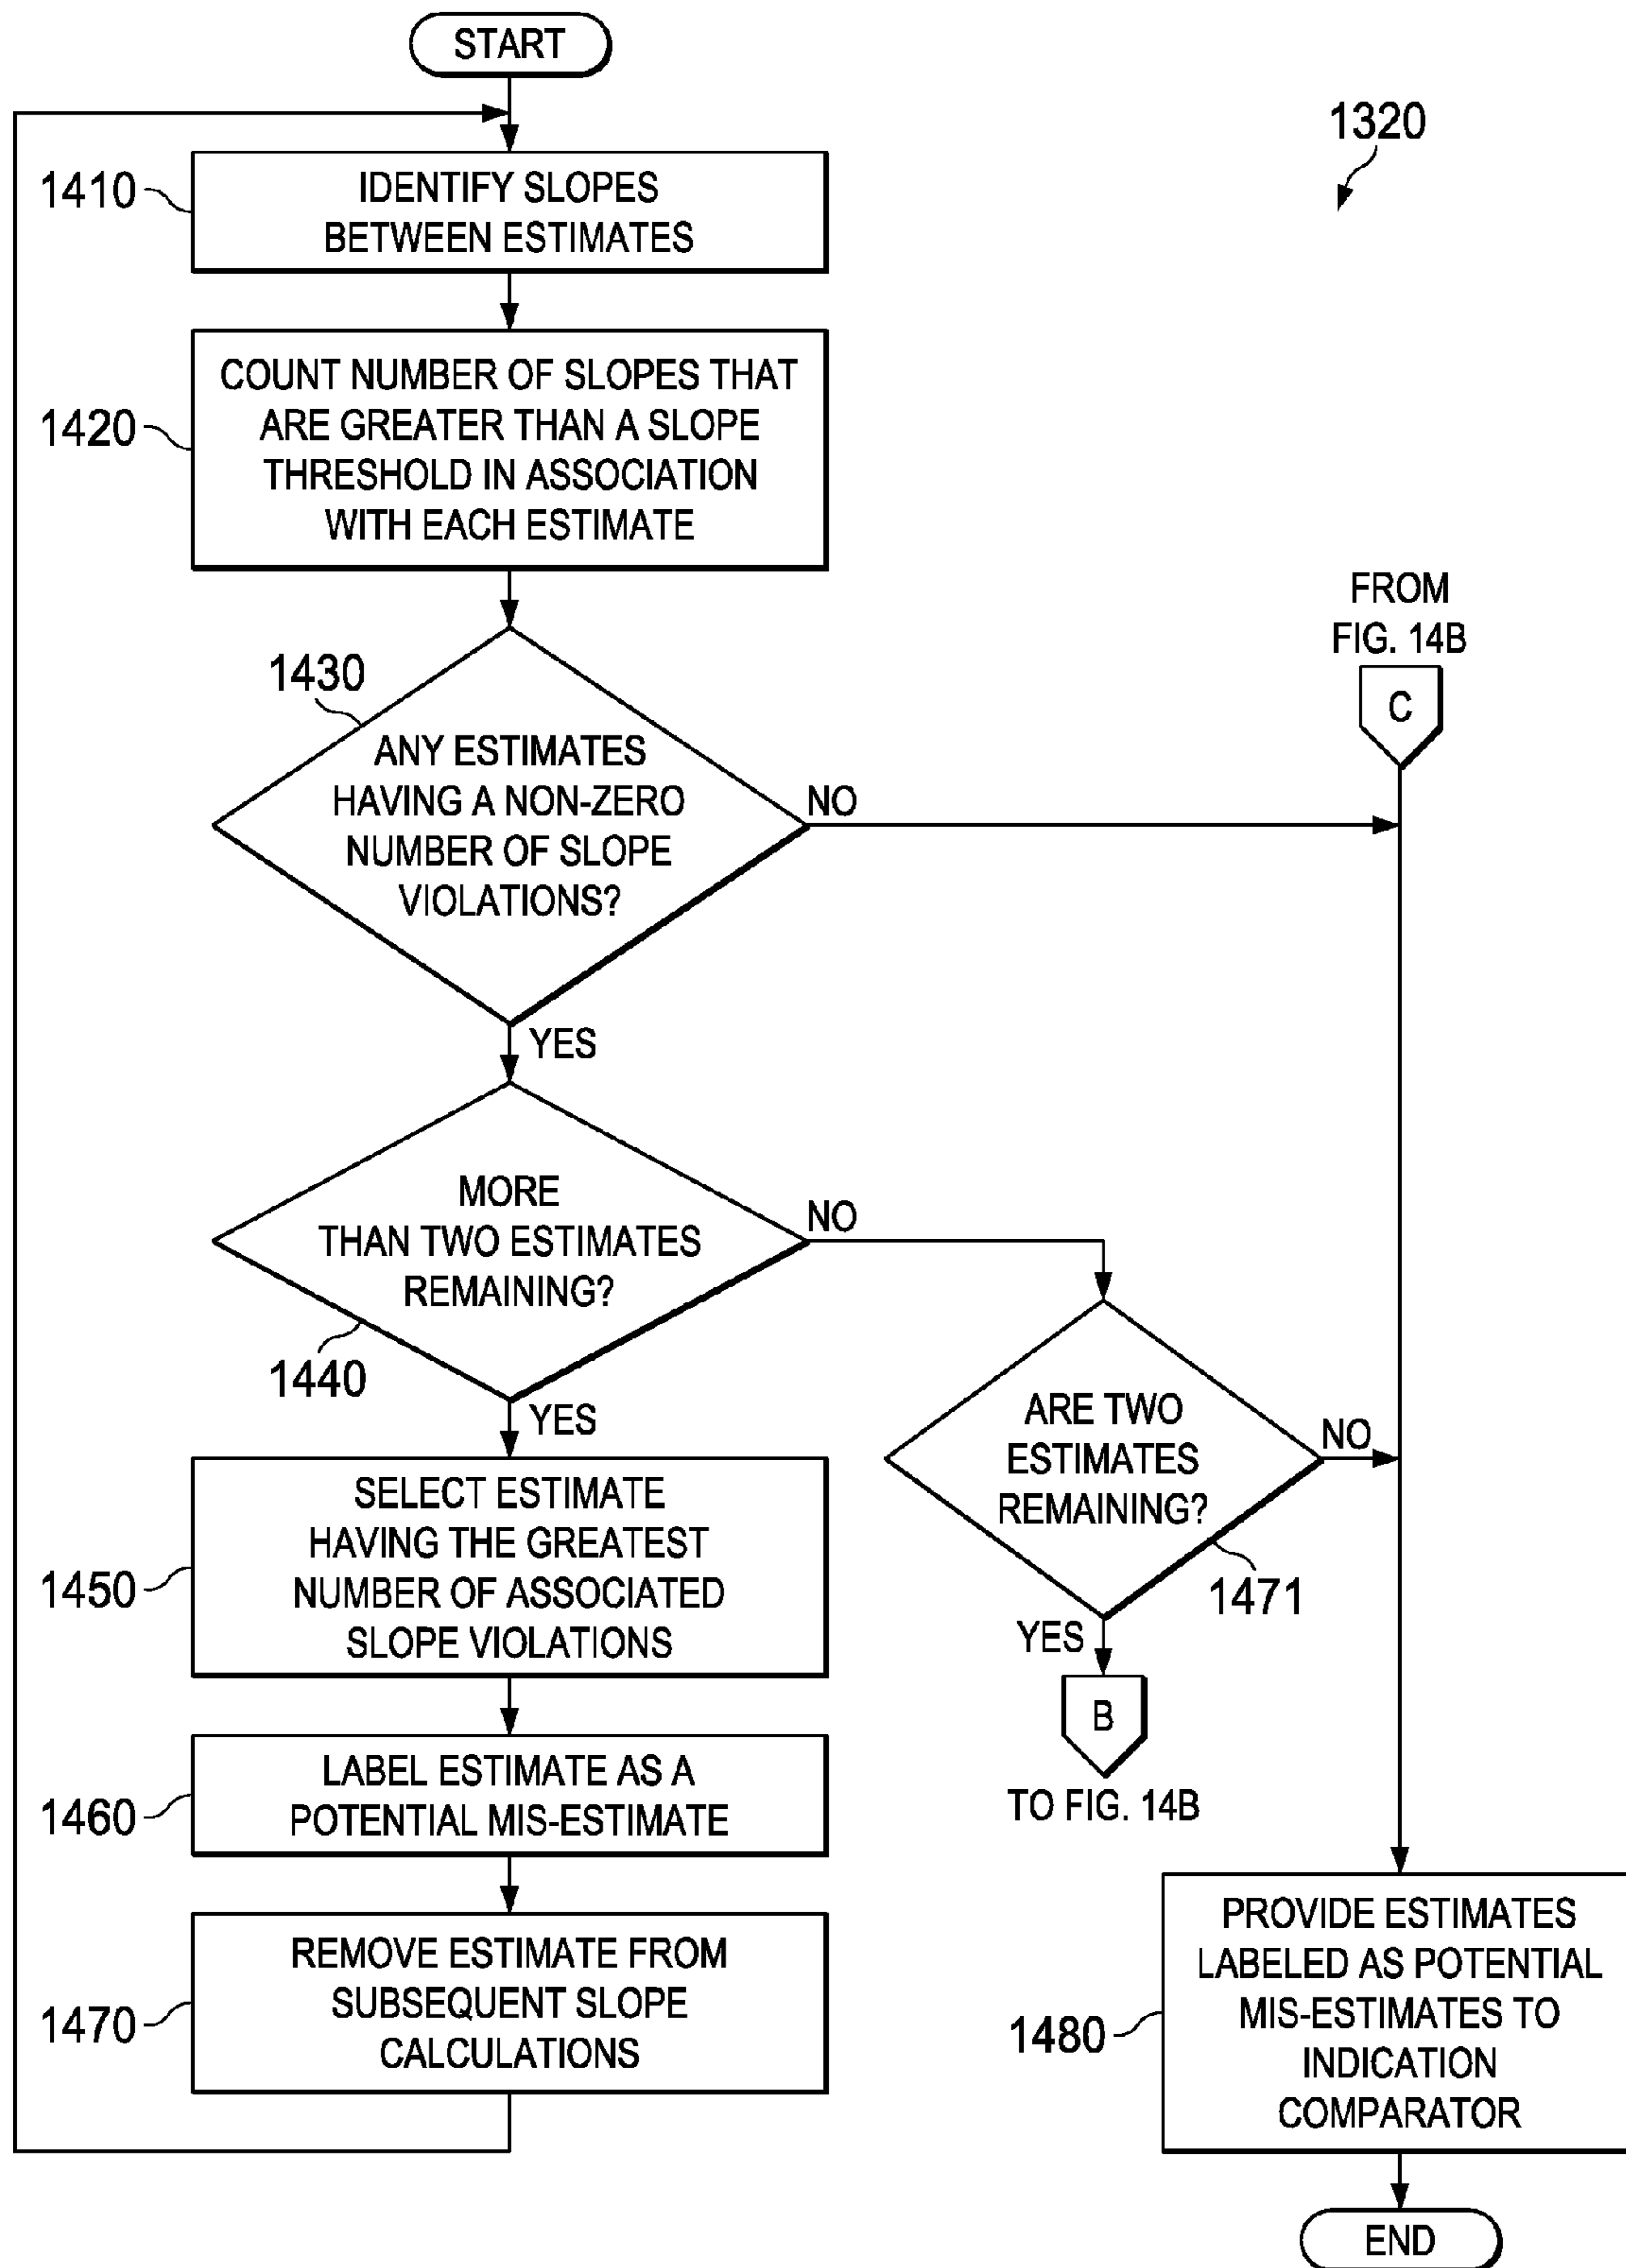 START
1320
1410
IDENTIFY SLOPES
BETWEEN ESTIMATES
1420
COUNT NUMBER OF SLOPES THAT
ARE GREATER THAN A SLOPE
THRESHOLD IN ASSOCIATION
WITH EACH ESTIMATE
FROM
FIG. 14B
C
1430
ANY ESTIMATES
HAVING A NON-ZERO
NUMBER OF SLOPE
VIOLATIONS?
NO
YES
MORE
THAN TWO ESTIMATES
REMAINING?
NO
1440
YES
ARE TWO
ESTIMATES
REMAINING?
NO
1471
YES
B
TO FIG. 14B
1450
SELECT ESTIMATE
HAVING THE GREATEST
NUMBER OF ASSOCIATED
SLOPE VIOLATIONS
1460
LABEL ESTIMATE AS A
POTENTIAL MIS-ESTIMATE
1470
REMOVE ESTIMATE FROM
SUBSEQUENT SLOPE
CALCULATIONS
1480
PROVIDE ESTIMATES
LABELED AS POTENTIAL
MIS-ESTIMATES TO
INDICATION
COMPARATOR
END